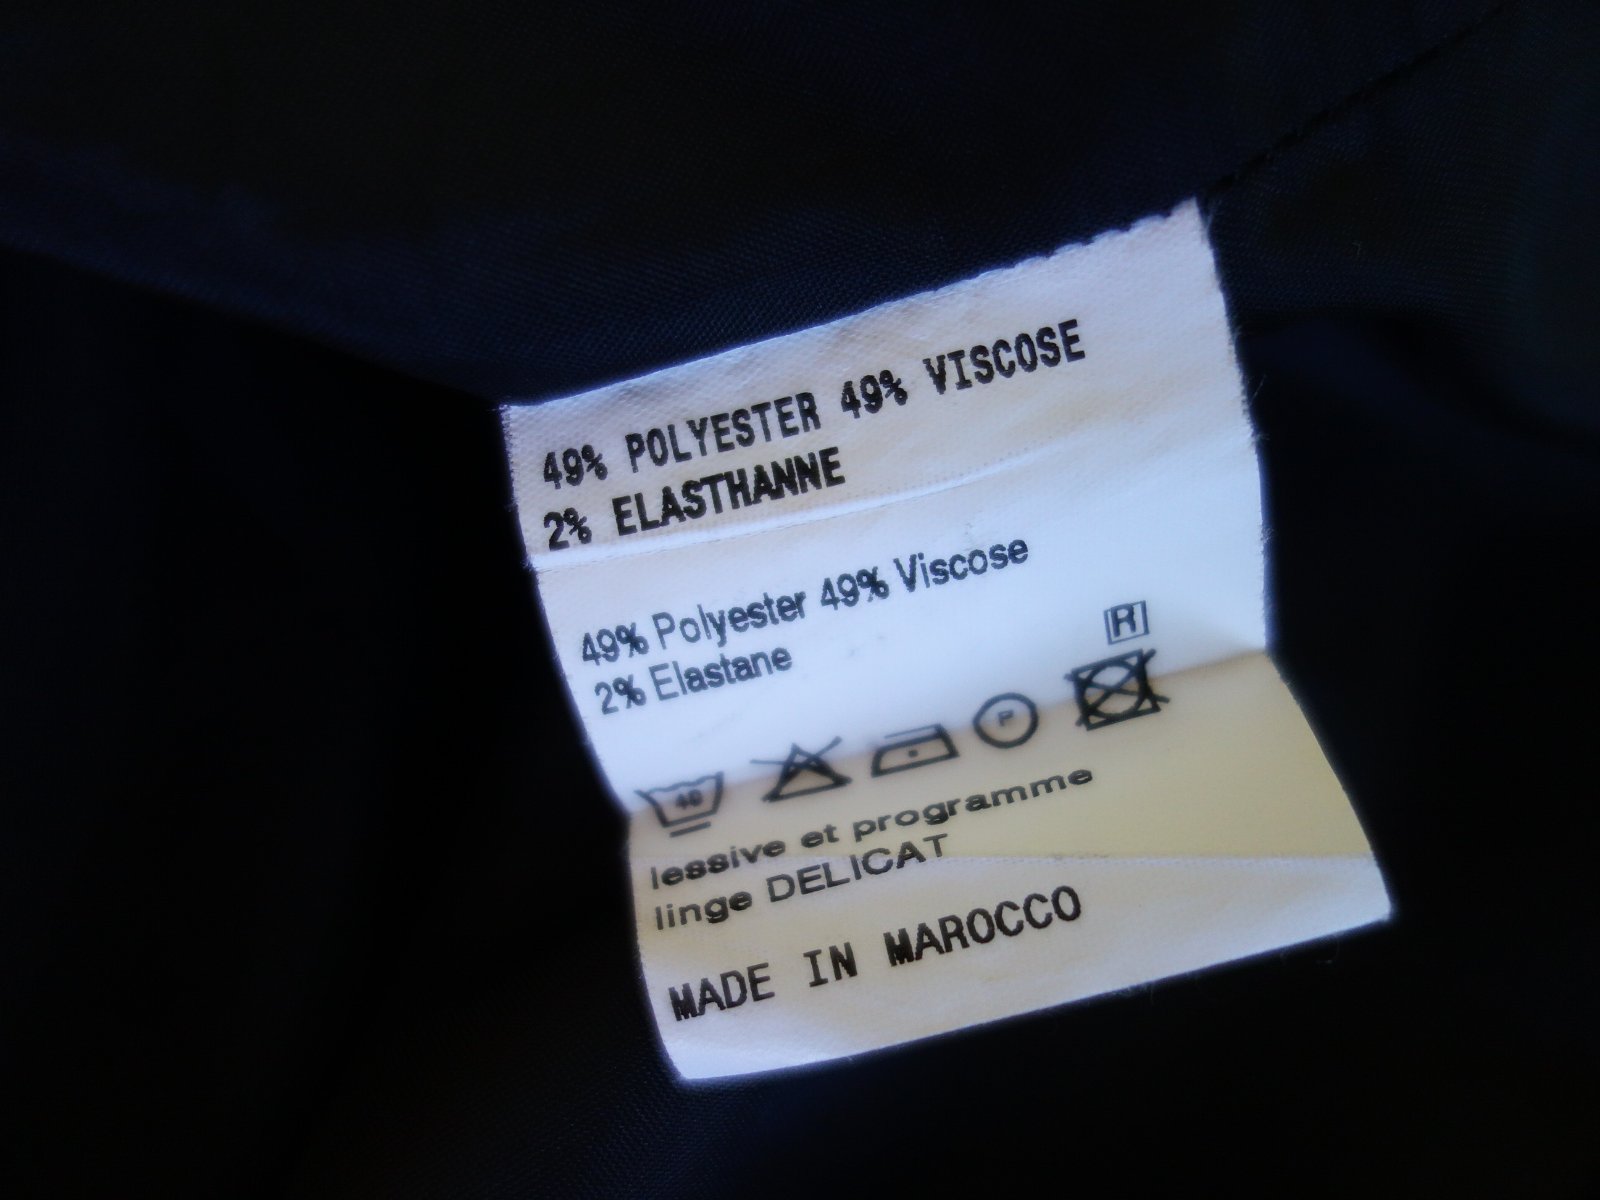 49% POLYESTER 49% VISCOSE
2% ELASTHANNE
49% Polyester 49% Viscose
2% Elastane
R
40 P
lessive et programme
linge DELICAT
MADE IN MAROCCO